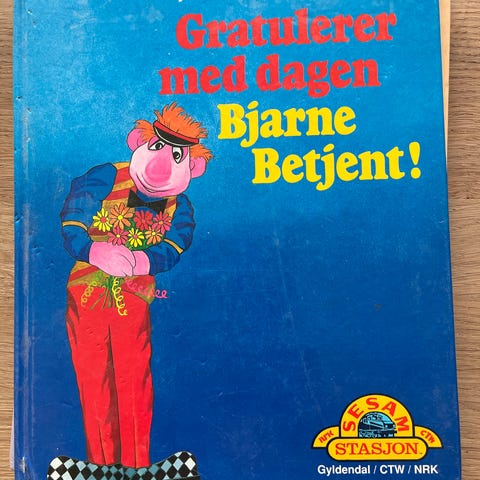 Gratulerer
med dagen
Bjarne
Betjent!
NRK
SESAM
CTW
STASJON
Gyldendal / CTW / NRK